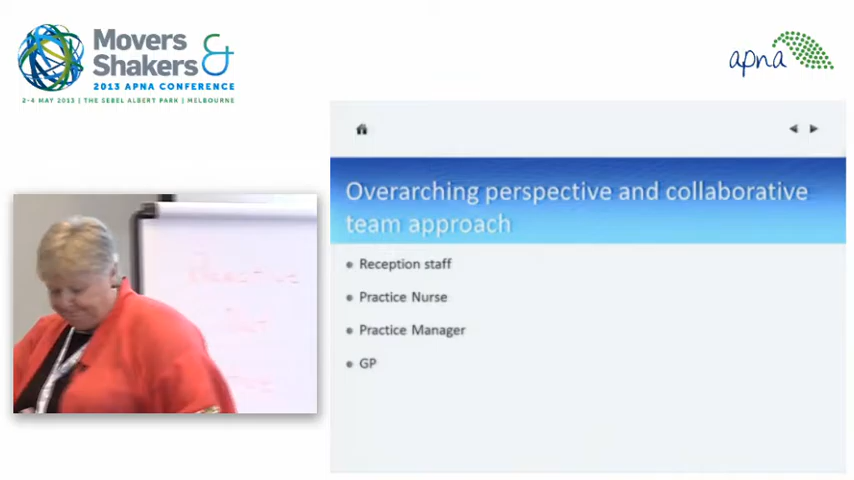 Movers
Shakers &
2013 APNA CONFERENCE
2-4 MAY 2013 | THE SEBEL ALBERT PARK | MELBOURNE
apna
Overarching perspective and collaborative
team approach
Reception staff
Practice Nurse
Practice Manager
GP